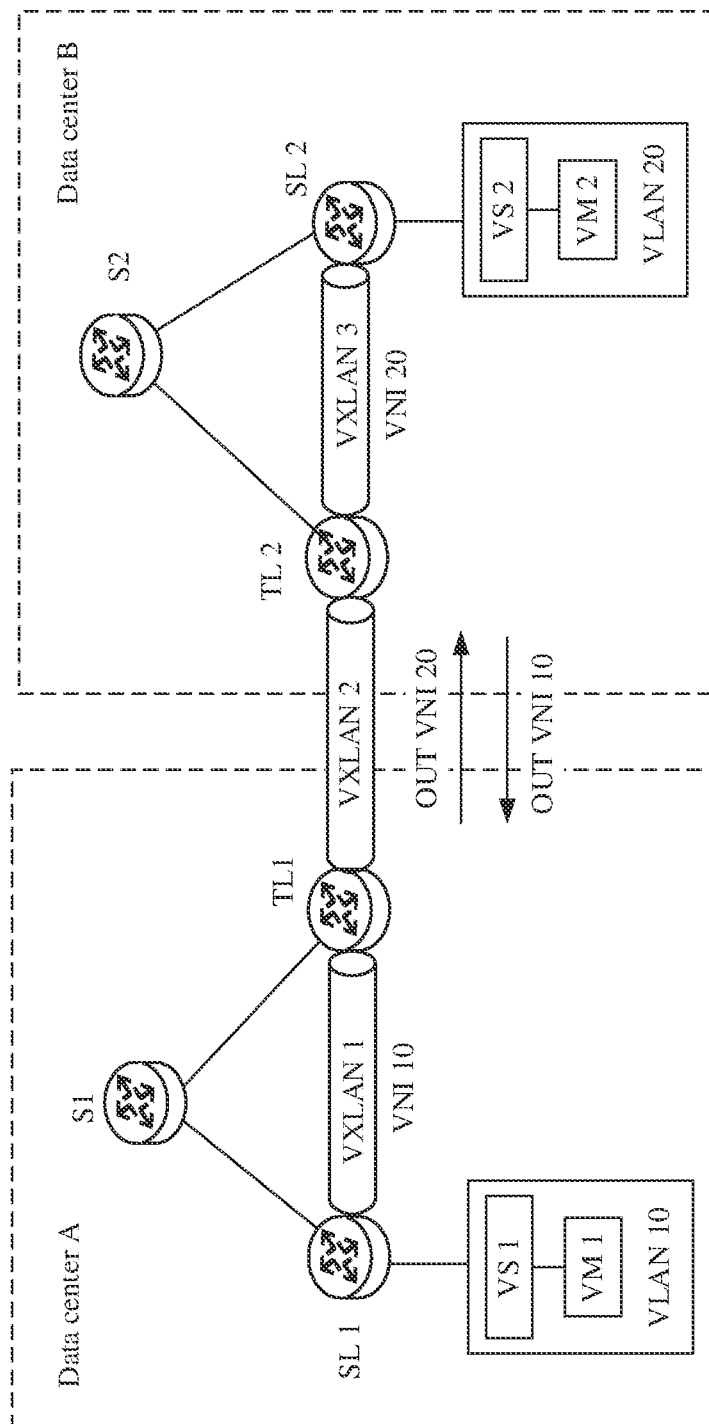 Data center A
Data center B
S1
S2
SL 1
TL1
TL 2
SL 2
VXLAN 1
VXLAN 2
VXLAN 3
VNI 10
OUT VNI 20
OUT VNI 10
VNI 20
VS 1
VM 1
VLAN 10
VS 2
VM 2
VLAN 20